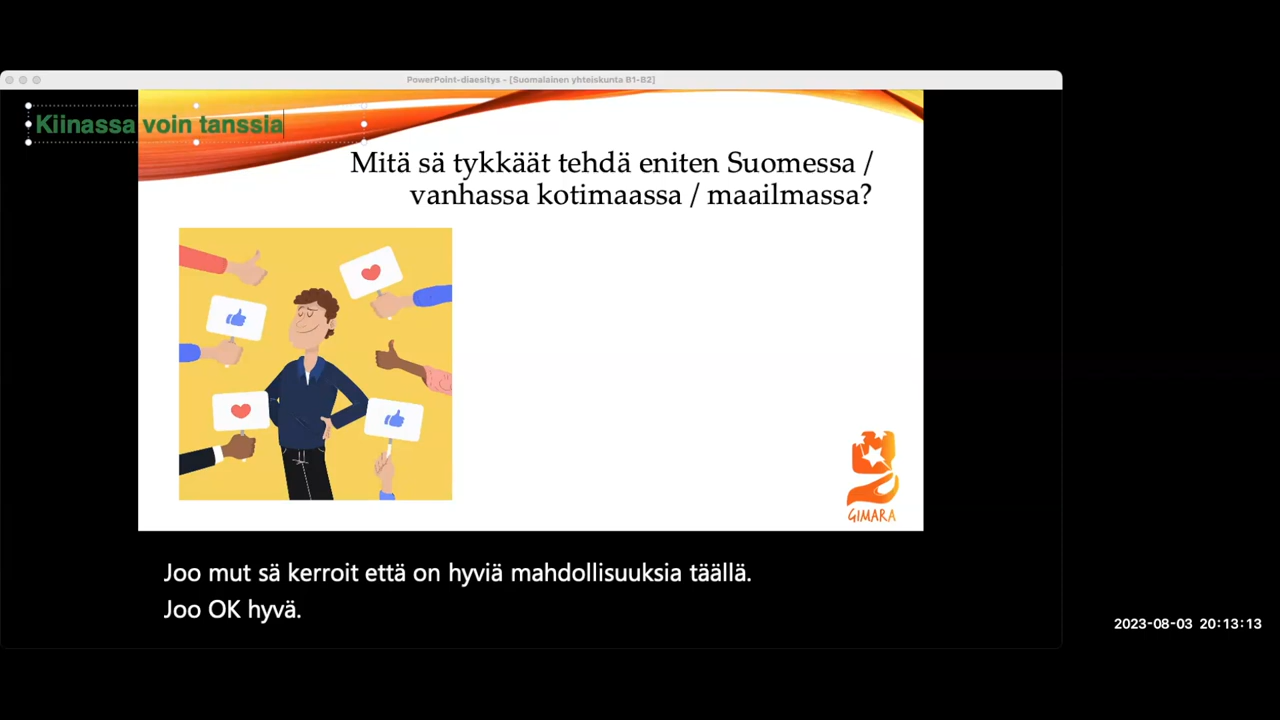 PowerPoint-diaesitys - [Suomalainen yhteiskunta B1-B2]
Kiinassa voin tanssia
Mitä sä tykkäät tehdä eniten Suomessa /
vanhassa kotimaassa / maailmassa?
GIMARA
Joo mut sä kerroit että on hyviä mahdollisuuksia täällä.
Joo OK hyvä.
2023-08-03 20:13:13